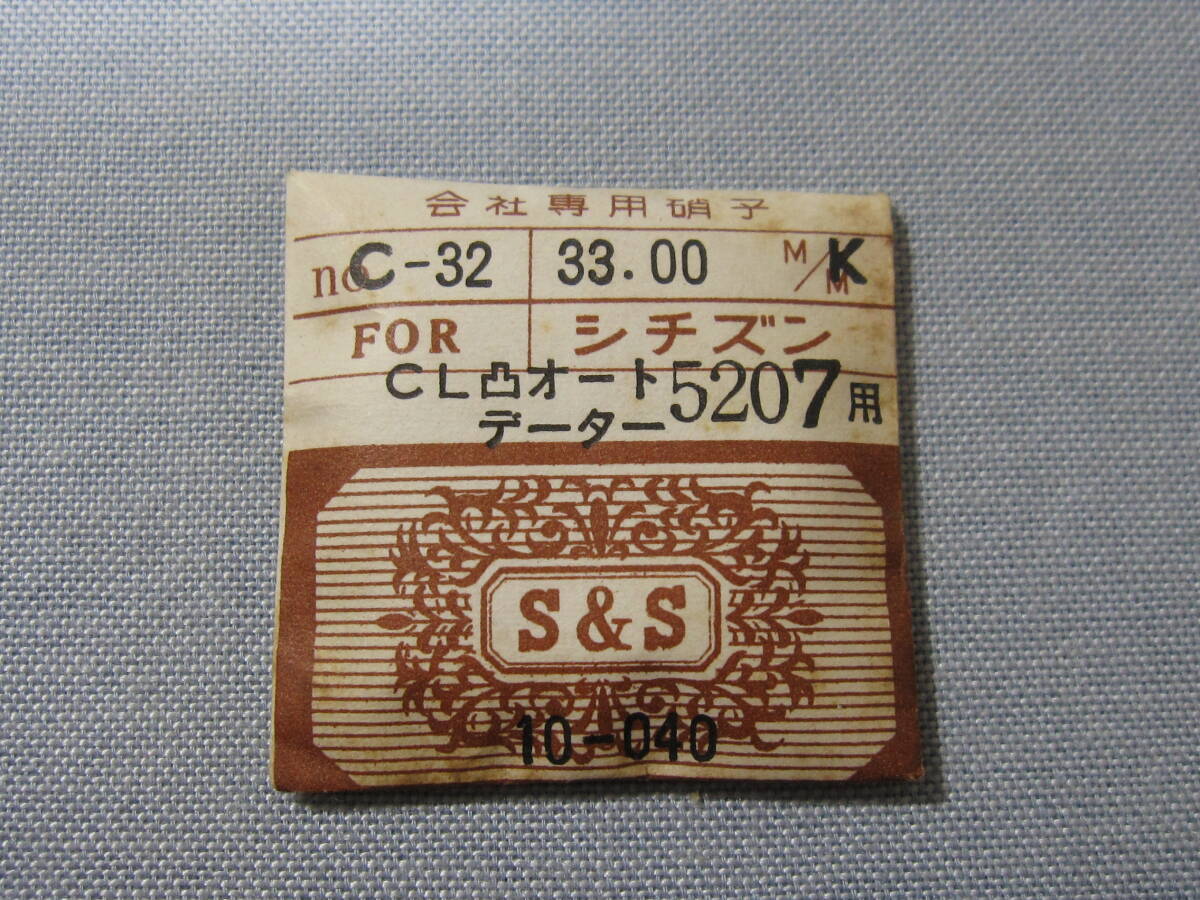 会社専用硝子
no. C-32 33.00 M/M K
FOR シチズン
CL凸オート
データー 5207用
S&S
10-040